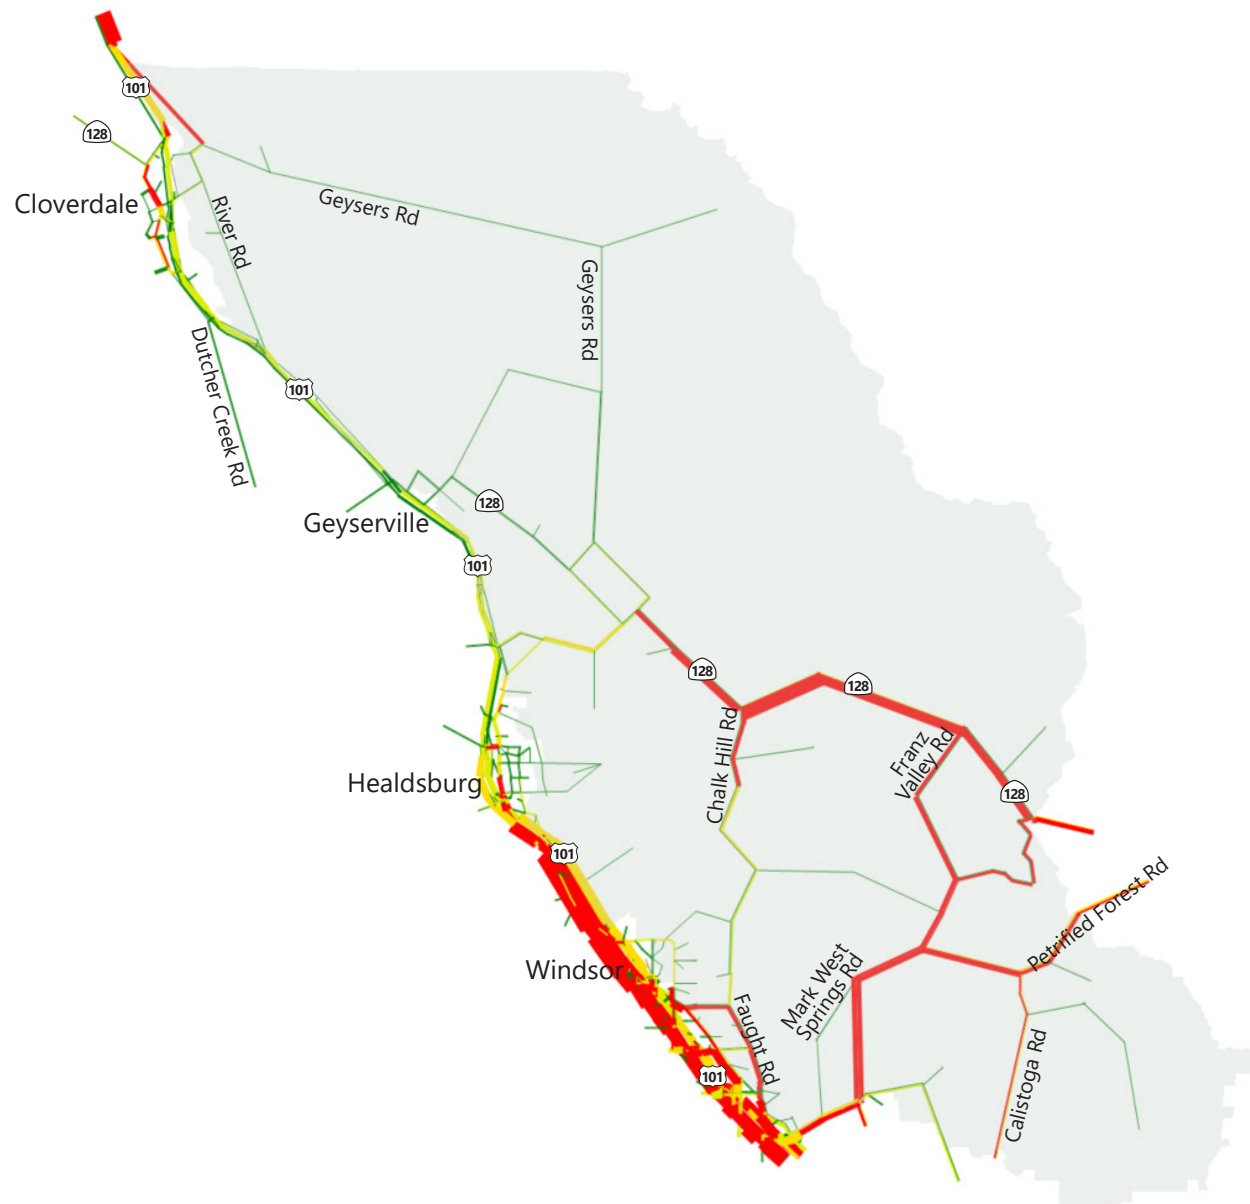 101
128
Cloverdale
River Rd
Geysers Rd
Geysers Rd
Dutcher Creek Rd
101
128
Geyserville
101
128
128
Chalk Hill Rd
Franz
Valley Rd
Healdsburg
128
101
Petrified Forest Rd
Windsor
Mark West
Springs Rd
Faught Rd
101
Calistoga Rd